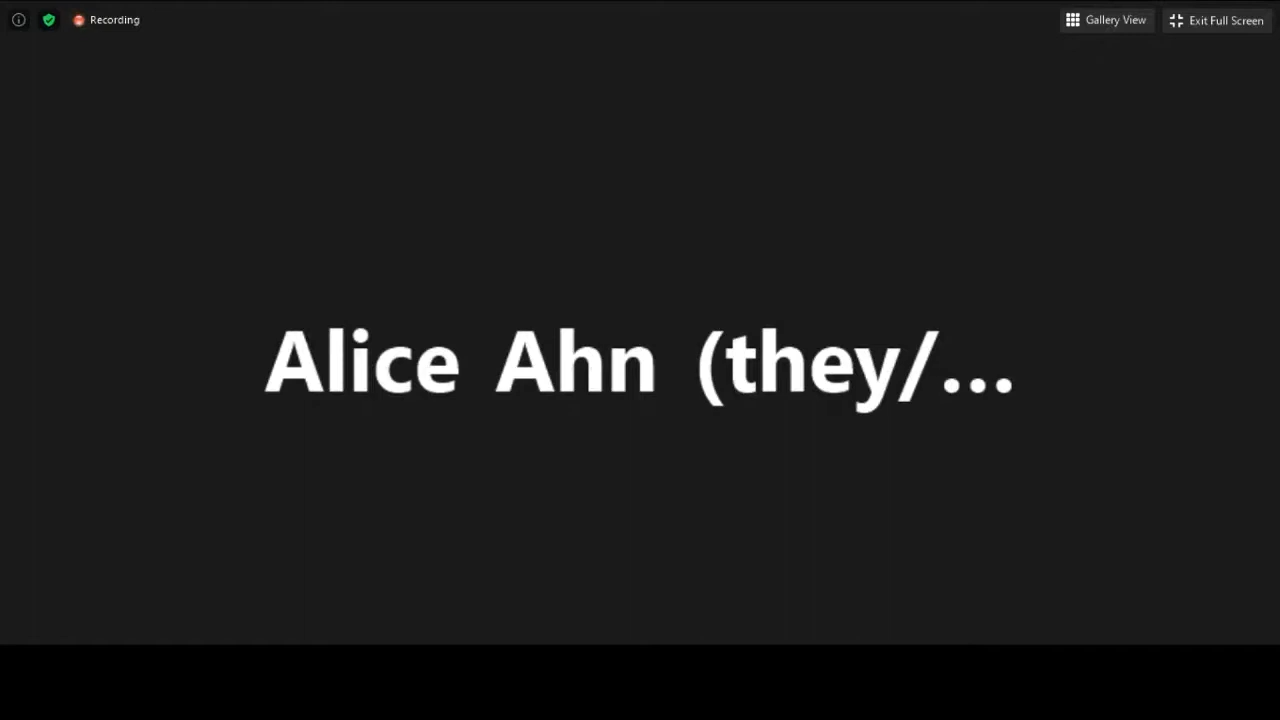 Recording
Gallery View
Exit Full Screen
Alice Ahn (they/...